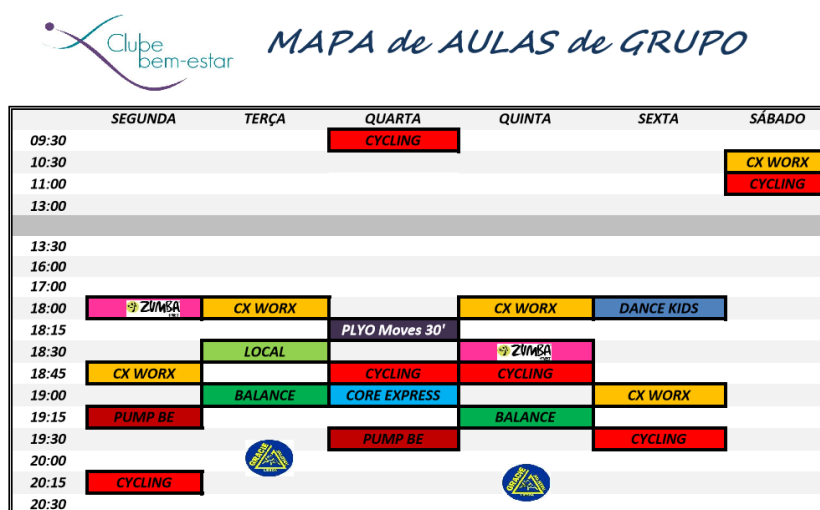 Clube
bem-estar
MAPA de AULAS de GRUPO
SEGUNDA TERÇA QUARTA QUINTA SEXTA SÁBADO
09:30 CYCLING
10:30 CX WORX
11:00 CYCLING
13:00
13:30
16:00
17:00
18:00 ZUMBA CX WORX CX WORX DANCE KIDS
18:15 PLYO Moves 30'
18:30 LOCAL ZUMBA
18:45 CX WORX CYCLING CYCLING
19:00 BALANCE CORE EXPRESS CX WORX
19:15 PUMP BE BALANCE
19:30 PUMP BE CYCLING
GRACIE
20:00
20:15 CYCLING GRACIE
20:30